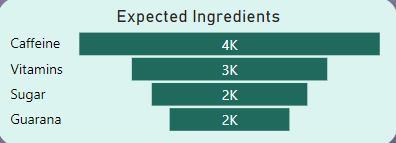 Expected Ingredients
Caffeine 4K
Vitamins 3K
Sugar 2K
Guarana 2K